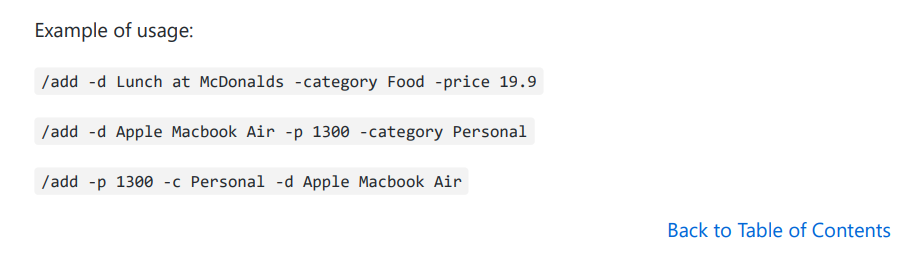 Example of usage:
/add -d Lunch at McDonalds -category Food -price 19.9
/add -d Apple Macbook Air -p 1300 -category Personal
/add -p 1300 -c Personal -d Apple Macbook Air
Back to Table of Contents